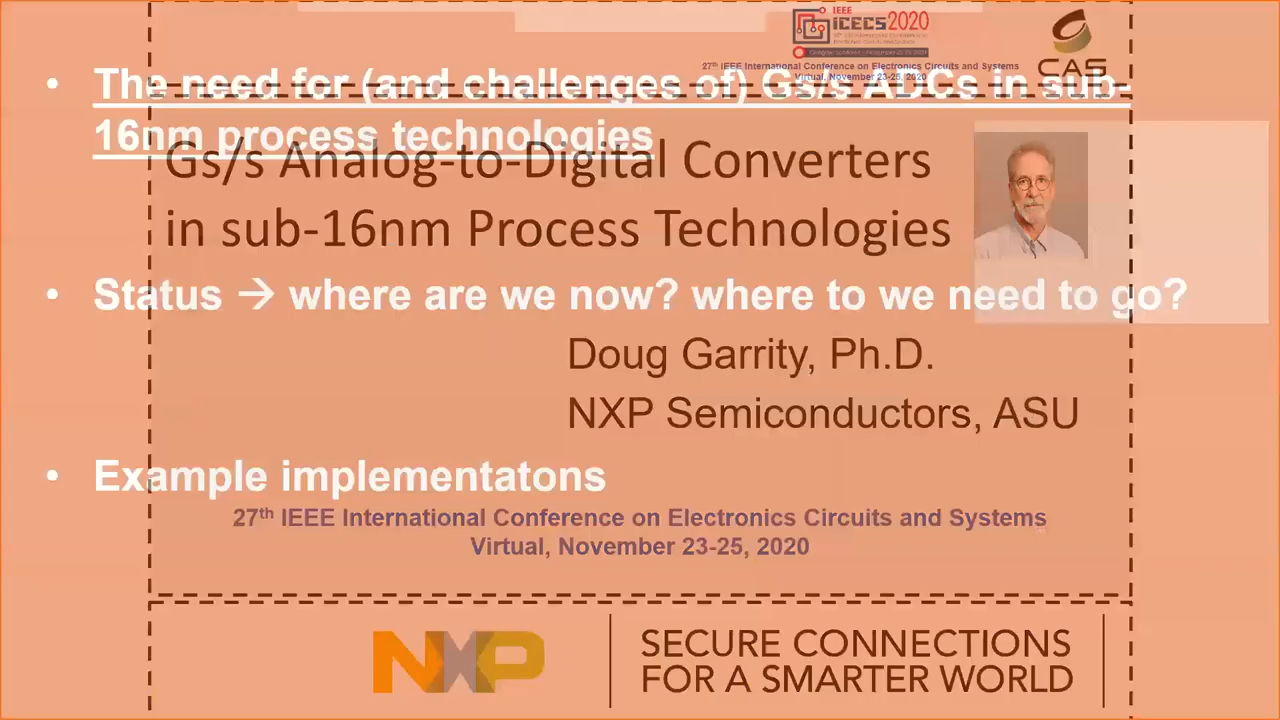 IEEE
ICECS2020
27th IEEE International Conference on Electronics Circuits and Systems
Virtual, November 23-25, 2020
CAS
• The need for (and challenges of) Gs/s ADCs in sub-
16nm process technologies
Gs/s Analog-to-Digital Converters
in sub-16nm Process Technologies
• Status → where are we now? where to we need to go?
Doug Garrity, Ph.D.
NXP Semiconductors, ASU
• Example implementatons
27th IEEE International Conference on Electronics Circuits and Systems
Virtual, November 23-25, 2020
NXP
SECURE CONNECTIONS
FOR A SMARTER WORLD